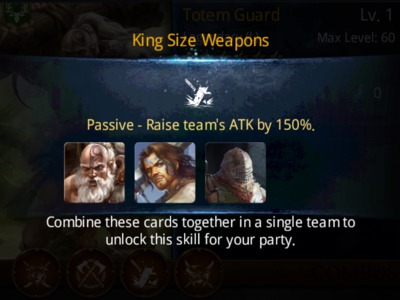 Totem Guard Lv. 1
King Size Weapons
Max Level: 60
0
Passive - Raise team's ATK by 150%.
Combine these cards together in a single team to
unlock this skill for your party.